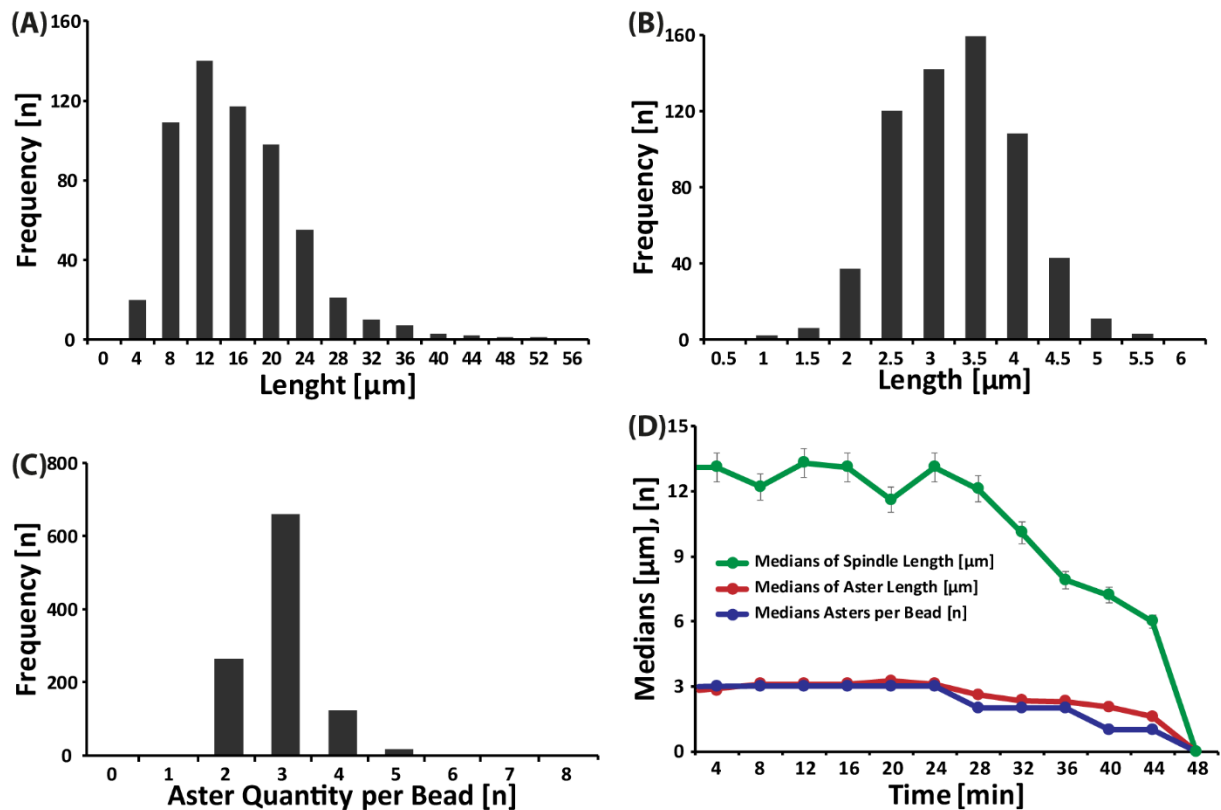 (A)
160
120
80
40
0
Frequency [n]
0 4 8 12 16 20 24 28 32 36 40 44 48 52 56
Lenght [µm]
(B)
160
120
80
40
0
Frequency [n]
0.5 1 1.5 2 2.5 3 3.5 4 4.5 5 5.5 6
Length [µm]
(C)
800
600
400
200
0
Frequency [n]
0 1 2 3 4 5 6 7 8
Aster Quantity per Bead [n]
(D)
15
12
9
6
3
0
Medians [µm], [n]
Medians of Spindle Length [µm]
Medians of Aster Length [µm]
Medians Asters per Bead [n]
4 8 12 16 20 24 28 32 36 40 44 48
Time [min]